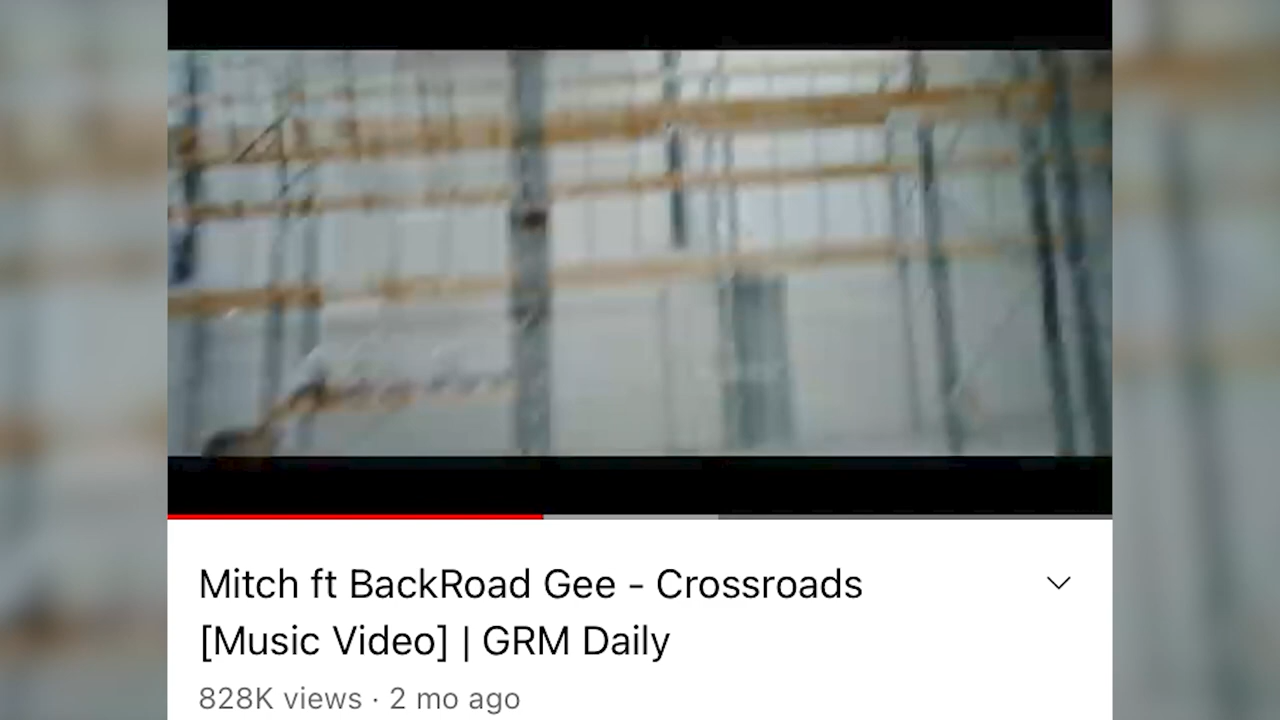 Mitch ft BackRoad Gee - Crossroads
[Music Video] | GRM Daily
828K views · 2 mo ago